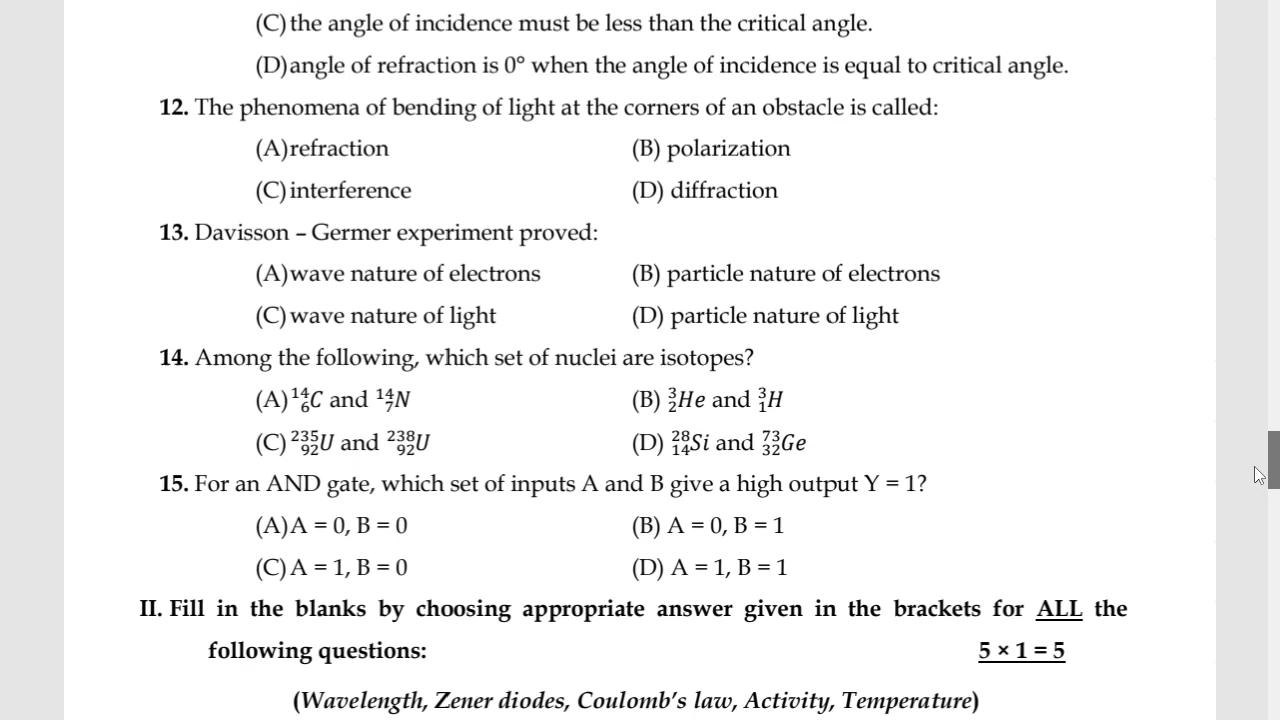 (C) the angle of incidence must be less than the critical angle.
(D) angle of refraction is 0° when the angle of incidence is equal to critical angle.
12. The phenomena of bending of light at the corners of an obstacle is called:
(A) refraction (B) polarization
(C) interference (D) diffraction
13. Davisson – Germer experiment proved:
(A) wave nature of electrons (B) particle nature of electrons
(C) wave nature of light (D) particle nature of light
14. Among the following, which set of nuclei are isotopes?
(A) ¹⁴₆C and ¹⁴₇N (B) ³₂He and ³₁H
(C) ²³⁵₉₂U and ²³⁸₉₂U (D) ²⁸₁₄Si and ⁷³₃₂Ge
15. For an AND gate, which set of inputs A and B give a high output Y = 1?
(A) A = 0, B = 0 (B) A = 0, B = 1
(C) A = 1, B = 0 (D) A = 1, B = 1
II. Fill in the blanks by choosing appropriate answer given in the brackets for ALL the
following questions: 5 × 1 = 5
(Wavelength, Zener diodes, Coulomb's law, Activity, Temperature)